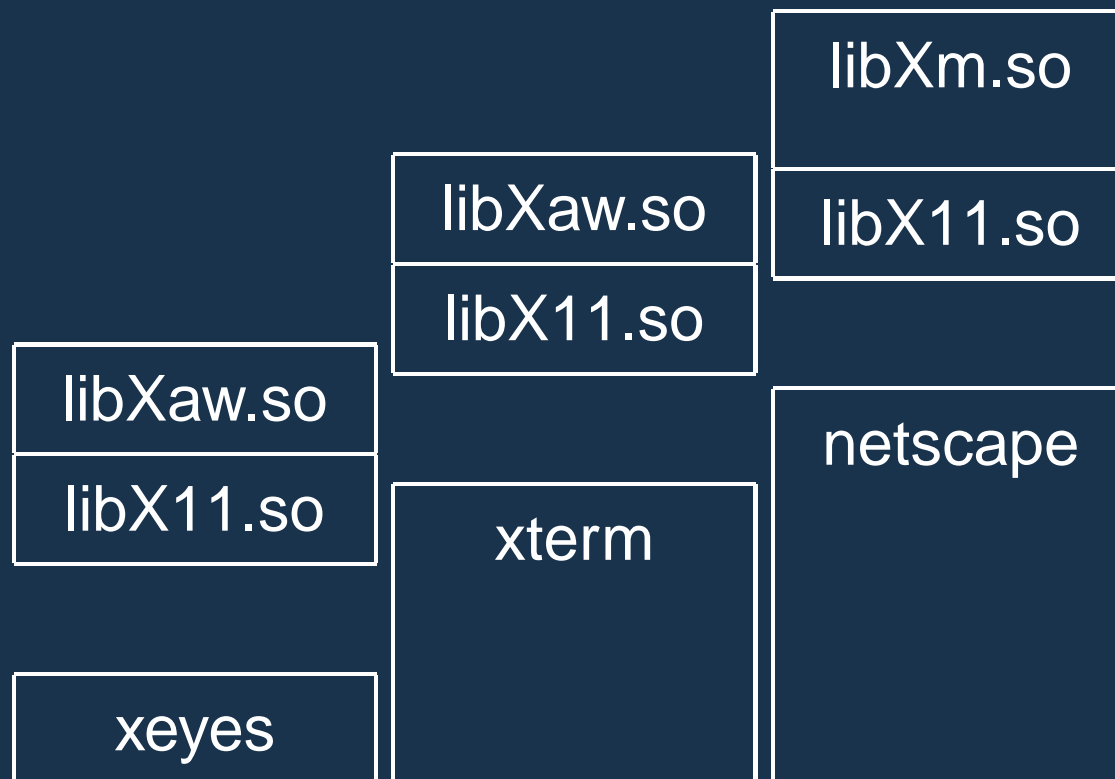 libXm.so
libXaw.so
libX11.so
libX11.so
libXaw.so
netscape
libX11.so
xterm
xeyes